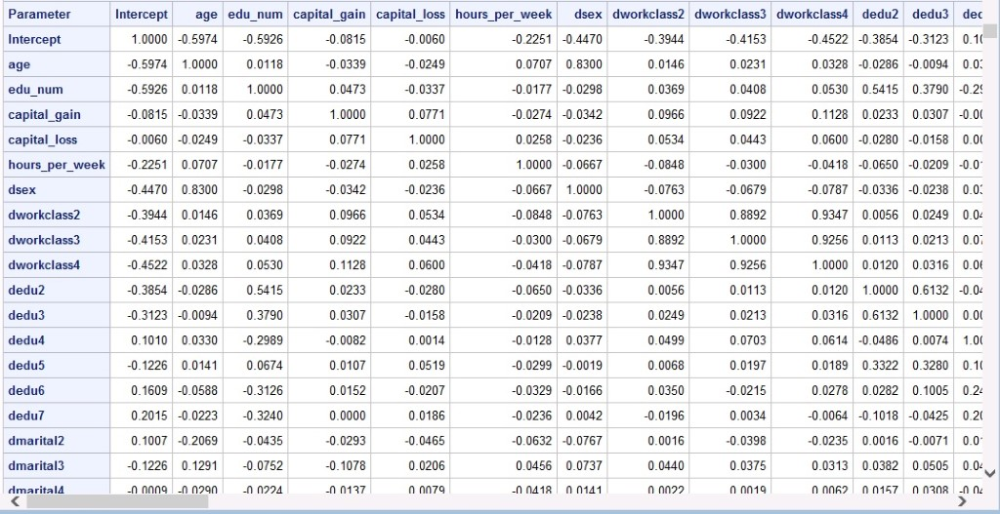 Parameter Intercept age edu_num capital_gain capital_loss hours_per_week dsex dworkclass2 dworkclass3 dworkclass4 dedu2 dedu3
Intercept 1.0000 -0.5974 -0.5926 -0.0815 -0.0060 -0.2251 -0.4470 -0.3944 -0.4153 -0.4522 -0.3854 -0.3123
age -0.5974 1.0000 0.0118 -0.0339 -0.0249 0.0707 0.8300 0.0146 0.0231 0.0328 -0.0286 -0.0094
edu_num -0.5926 0.0118 1.0000 0.0473 -0.0337 -0.0177 -0.0298 0.0369 0.0408 0.0530 0.5415 0.3790
capital_gain -0.0815 -0.0339 0.0473 1.0000 0.0771 -0.0274 -0.0342 0.0966 0.0922 0.1128 0.0233 0.0307
capital_loss -0.0060 -0.0249 -0.0337 0.0771 1.0000 0.0258 -0.0236 0.0534 0.0443 0.0600 -0.0280 -0.0158
hours_per_week -0.2251 0.0707 -0.0177 -0.0274 0.0258 1.0000 -0.0667 -0.0848 -0.0300 -0.0418 -0.0650 -0.0209
dsex -0.4470 0.8300 -0.0298 -0.0342 -0.0236 -0.0667 1.0000 -0.0763 -0.0679 -0.0787 -0.0336 -0.0238
dworkclass2 -0.3944 0.0146 0.0369 0.0966 0.0534 -0.0848 -0.0763 1.0000 0.8892 0.9347 0.0056 0.0249
dworkclass3 -0.4153 0.0231 0.0408 0.0922 0.0443 -0.0300 -0.0679 0.8892 1.0000 0.9256 0.0113 0.0213
dworkclass4 -0.4522 0.0328 0.0530 0.1128 0.0600 -0.0418 -0.0787 0.9347 0.9256 1.0000 0.0120 0.0316
dedu2 -0.3854 -0.0286 0.5415 0.0233 -0.0280 -0.0650 -0.0336 0.0056 0.0113 0.0120 1.0000 0.6132
dedu3 -0.3123 -0.0094 0.3790 0.0307 -0.0158 -0.0209 -0.0238 0.0249 0.0213 0.0316 0.6132 1.0000
dedu4 0.1010 0.0330 -0.2989 -0.0082 0.0014 -0.0128 0.0377 0.0499 0.0703 0.0614 -0.0486 0.0074
dedu5 -0.1226 0.0141 0.0674 0.0107 0.0519 -0.0299 -0.0019 0.0068 0.0197 0.0189 0.3322 0.3280
dedu6 0.1609 -0.0588 -0.3126 0.0152 -0.0207 -0.0329 -0.0166 0.0350 -0.0215 0.0278 0.0282 0.1005
dedu7 0.2015 -0.0223 -0.3240 0.0000 0.0186 -0.0236 0.0042 -0.0196 0.0034 -0.0064 -0.1018 -0.0425
dmarital2 0.1007 -0.2069 -0.0435 -0.0293 -0.0465 -0.0632 -0.0767 0.0016 -0.0398 -0.0235 0.0016 -0.0071
dmarital3 -0.1226 0.1291 -0.0752 -0.1078 0.0206 0.0456 0.0737 0.0440 0.0375 0.0313 0.0382 0.0505
dmarital4 -0.0009 -0.0290 -0.0224 -0.0137 0.0079 -0.0418 0.0141 0.0022 0.0019 0.0062 0.0157 0.0308